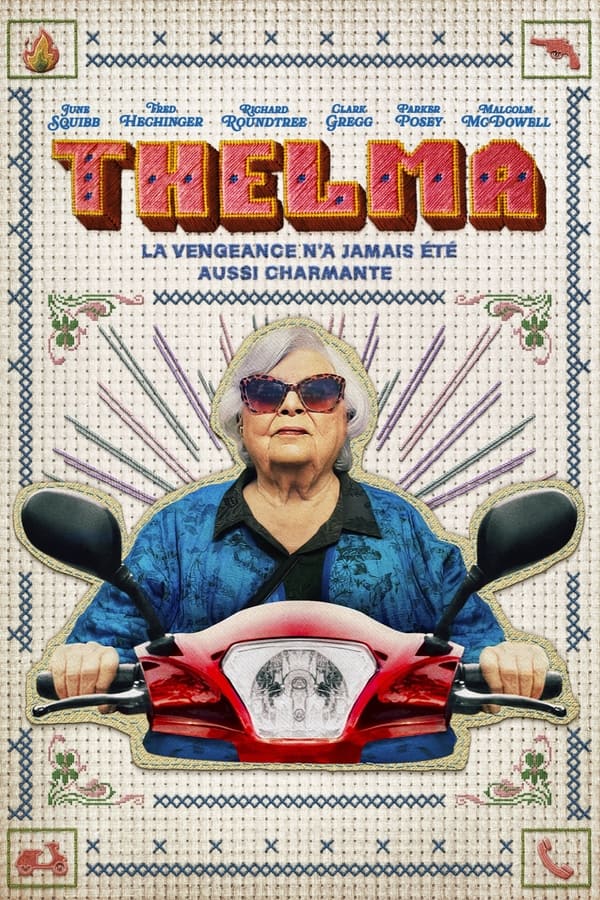 June Fred Richard Clark Parker Malcolm
Squibb Hechinger Roundtree Gregg Posey McDowell
THELMA
LA VENGEANCE N'A JAMAIS ÉTÉ
AUSSI CHARMANTE